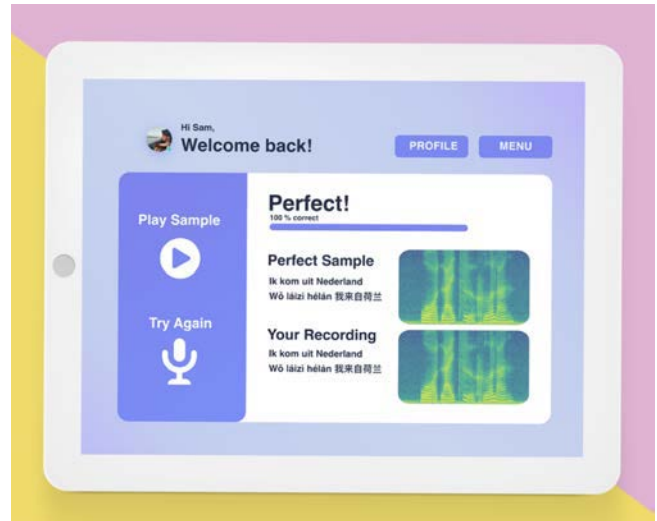 Hi Sam,
Welcome back!
PROFILE
MENU
Play Sample
Try Again
Perfect!
100 % correct
Perfect Sample
Ik kom uit Nederland
Wǒ láizì hélán 我来自荷兰
Your Recording
Ik kom uit Nederland
Wǒ láizì hélán 我来自荷兰